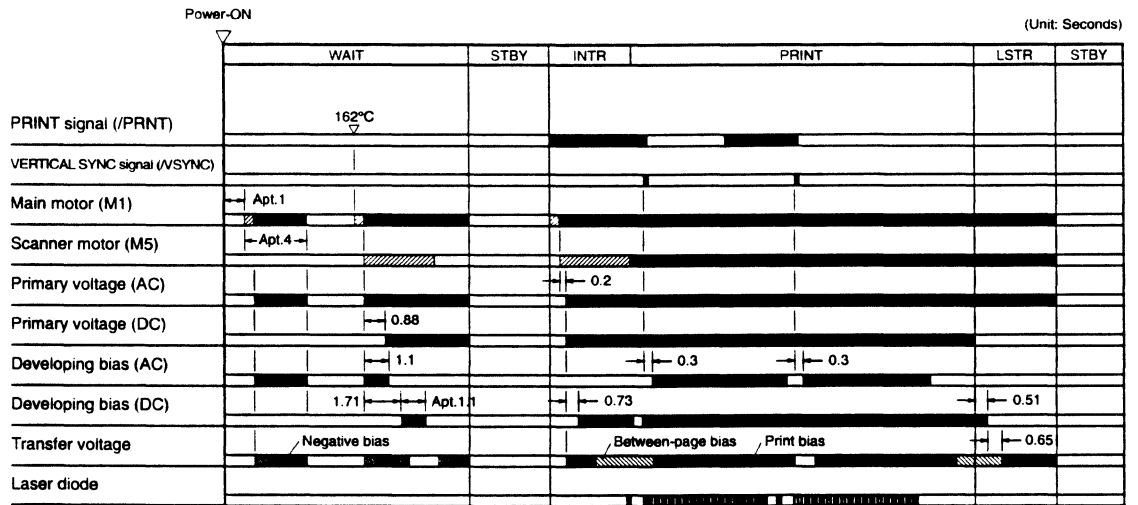 Power-ON
(Unit: Seconds)
WAIT STBY INTR PRINT LSTR STBY
PRINT signal (/PRNT) 162°C
VERTICAL SYNC signal (/VSYNC)
Main motor (M1) Apt.1
Scanner motor (M5) Apt.4
Primary voltage (AC) 0.2
Primary voltage (DC) 0.88
Developing bias (AC) 1.1 0.3 0.3
Developing bias (DC) 1.71 Apt.1.1 0.73 0.51
Transfer voltage Negative bias Between-page bias Print bias 0.65
Laser diode